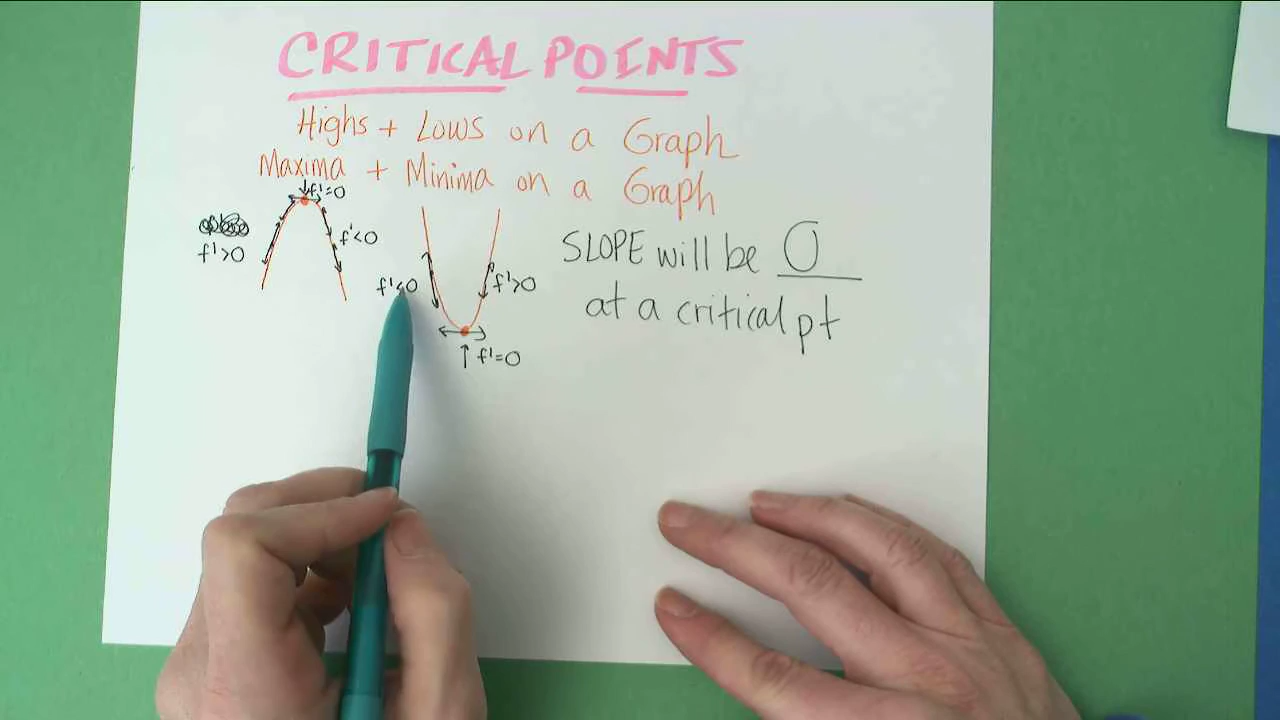 CRITICAL POINTS
Highs + Lows on a Graph
Maxima + Minima on a Graph
f'=0
f'>0
f'<0
f'<0
f'>0
f'=0
SLOPE will be 0
at a critical pt